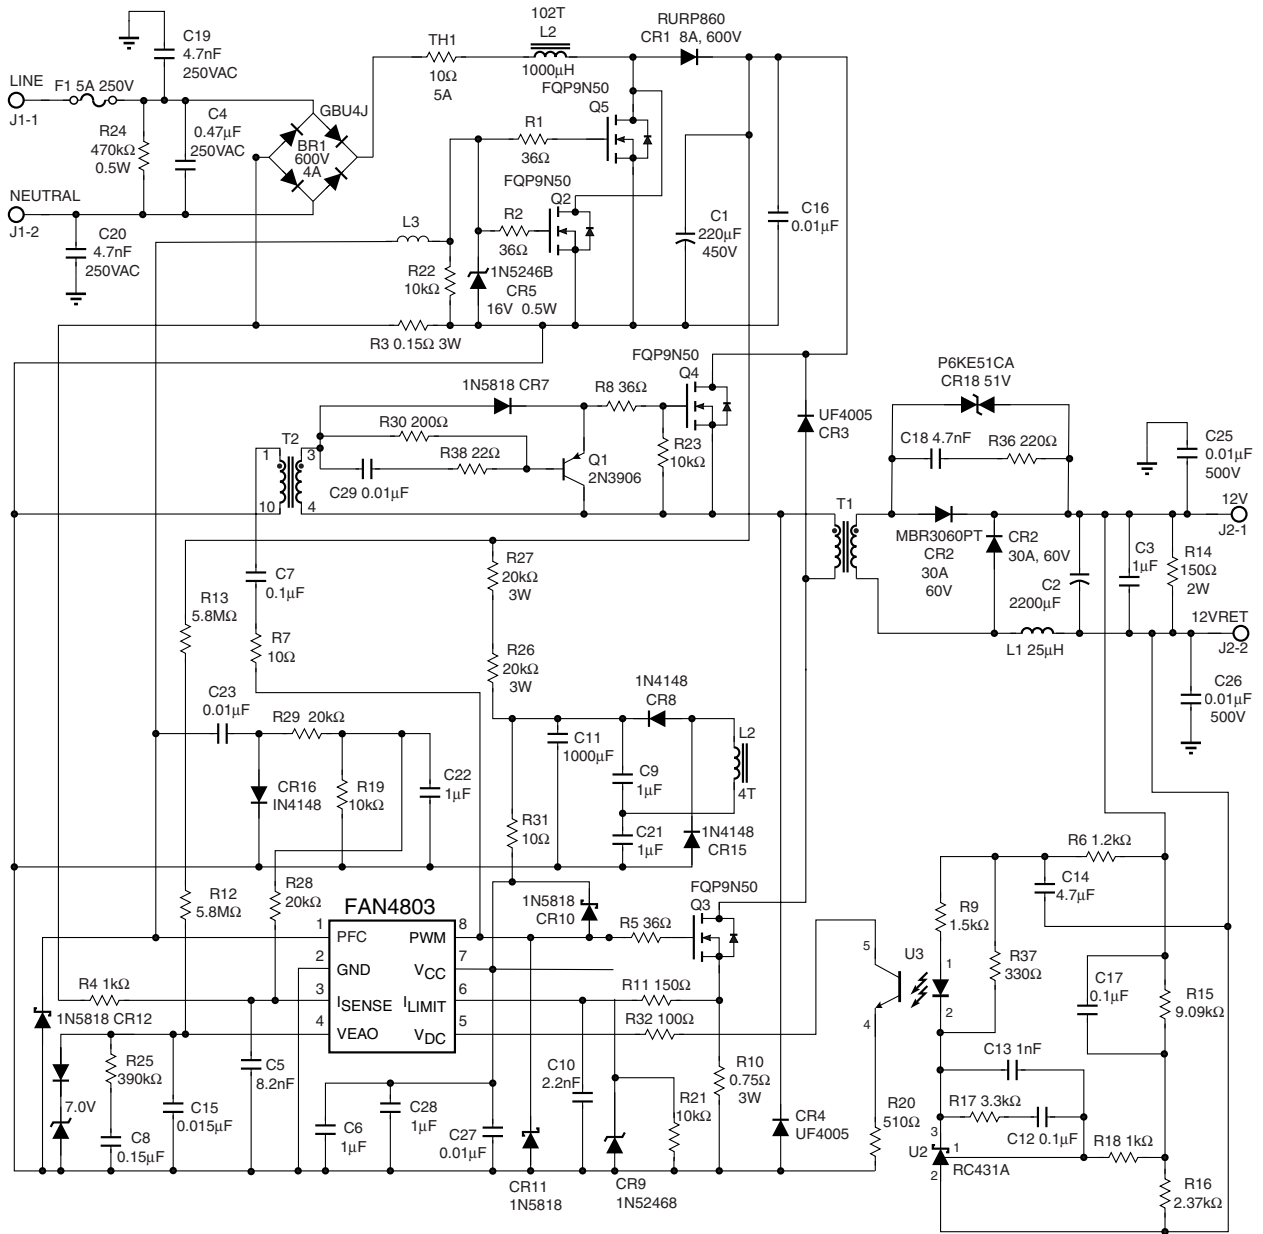 C19
4.7nF
250VAC
LINE
J1-1
F1 5A 250V
R24
470kΩ
0.5W
C4
0.47μF
250VAC
GBU4J
BR1
600V
4A
NEUTRAL
J1-2
C20
4.7nF
250VAC
TH1
10Ω
5A
102T
L2
1000μH
RURP860
CR1 8A, 600V
FQP9N50
Q5
R1
36Ω
FQP9N50
Q2
R2
36Ω
L3
R22
10kΩ
1N5246B
CR5
16V 0.5W
C1
220μF
450V
C16
0.01μF
R3 0.15Ω 3W
FQP9N50
Q4
1N5818 CR7
R8 36Ω
R30 200Ω
R38 22Ω
C29 0.01μF
Q1
2N3906
R23
10kΩ
T2
1
3
10
4
UF4005
CR3
P6KE51CA
CR18 51V
C18 4.7nF
R36 220Ω
C25
0.01μF
500V
12V
J2-1
T1
MBR3060PT
CR2
30A
60V
CR2
30A, 60V
C2
2200μF
C3
1μF
R14
150Ω
2W
12VRET
J2-2
L1 25μH
C26
0.01μF
500V
R27
20kΩ
3W
C7
0.1μF
R13
5.8MΩ
R7
10Ω
R26
20kΩ
3W
C23
0.01μF
R29 20kΩ
1N4148
CR8
L2
4T
C11
1000μF
C9
1μF
CR16
IN4148
R19
10kΩ
C22
1μF
R31
10Ω
C21
1μF
1N4148
CR15
R12
5.8MΩ
R28
20kΩ
FAN4803
1
PFC
PWM
8
2
GND
VCC
7
3
ISENSE
ILIMIT
6
4
VEAO
VDC
5
1N5818
CR10
FQP9N50
Q3
R5 36Ω
R11 150Ω
R32 100Ω
R4 1kΩ
1N5818 CR12
R25
390kΩ
7.0V
C8
0.15μF
C15
0.015μF
C5
8.2nF
C6
1μF
C28
1μF
C27
0.01μF
C10
2.2nF
R21
10kΩ
R10
0.75Ω
3W
CR11
1N5818
CR9
1N52468
CR4
UF4005
R20
510Ω
R6 1.2kΩ
C14
4.7μF
R9
1.5kΩ
5
U3
1
2
4
R37
330Ω
C17
0.1μF
R15
9.09kΩ
C13 1nF
R17 3.3kΩ
C12 0.1μF
R18 1kΩ
3
U2
1
2
RC431A
R16
2.37kΩ